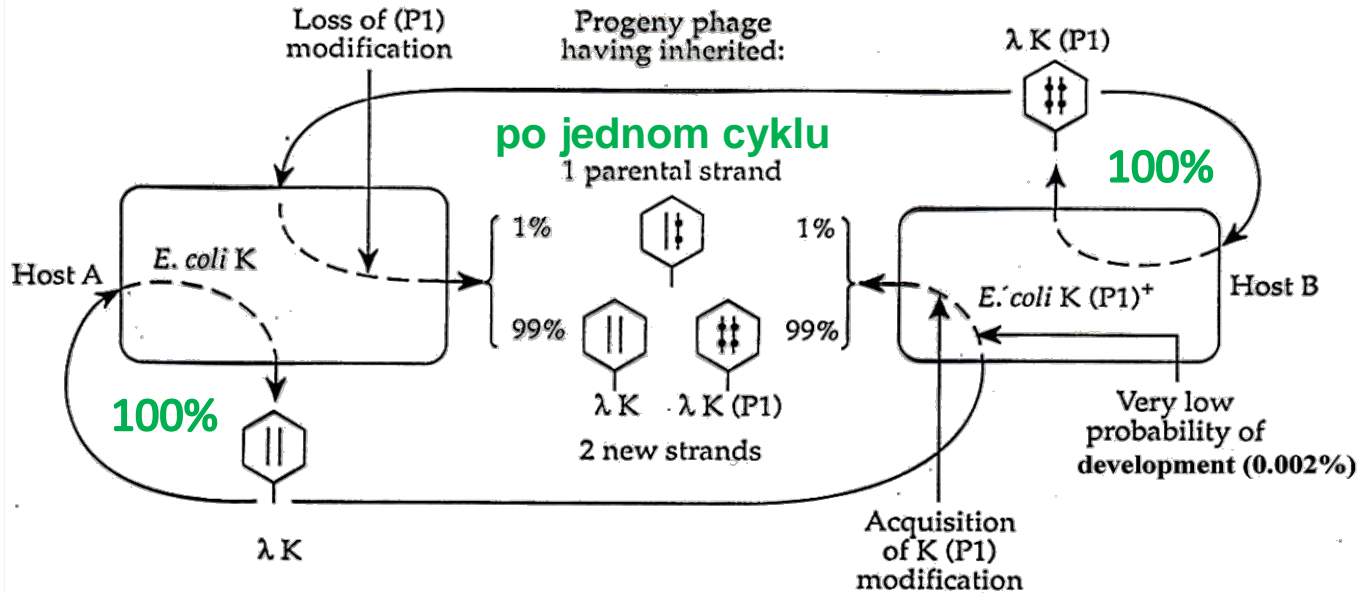 Loss of (P1)
modification
Progeny phage
having inherited:
λ K (P1)
po jednom cyklu
1 parental strand
100%
1%
1%
Host A
E. coli K
E. coli K (P1)+
Host B
99%
99%
100%
λ K
λ K (P1)
2 new strands
Very low
probability of
development (0.002%)
λ K
Acquisition
of K (P1)
modification